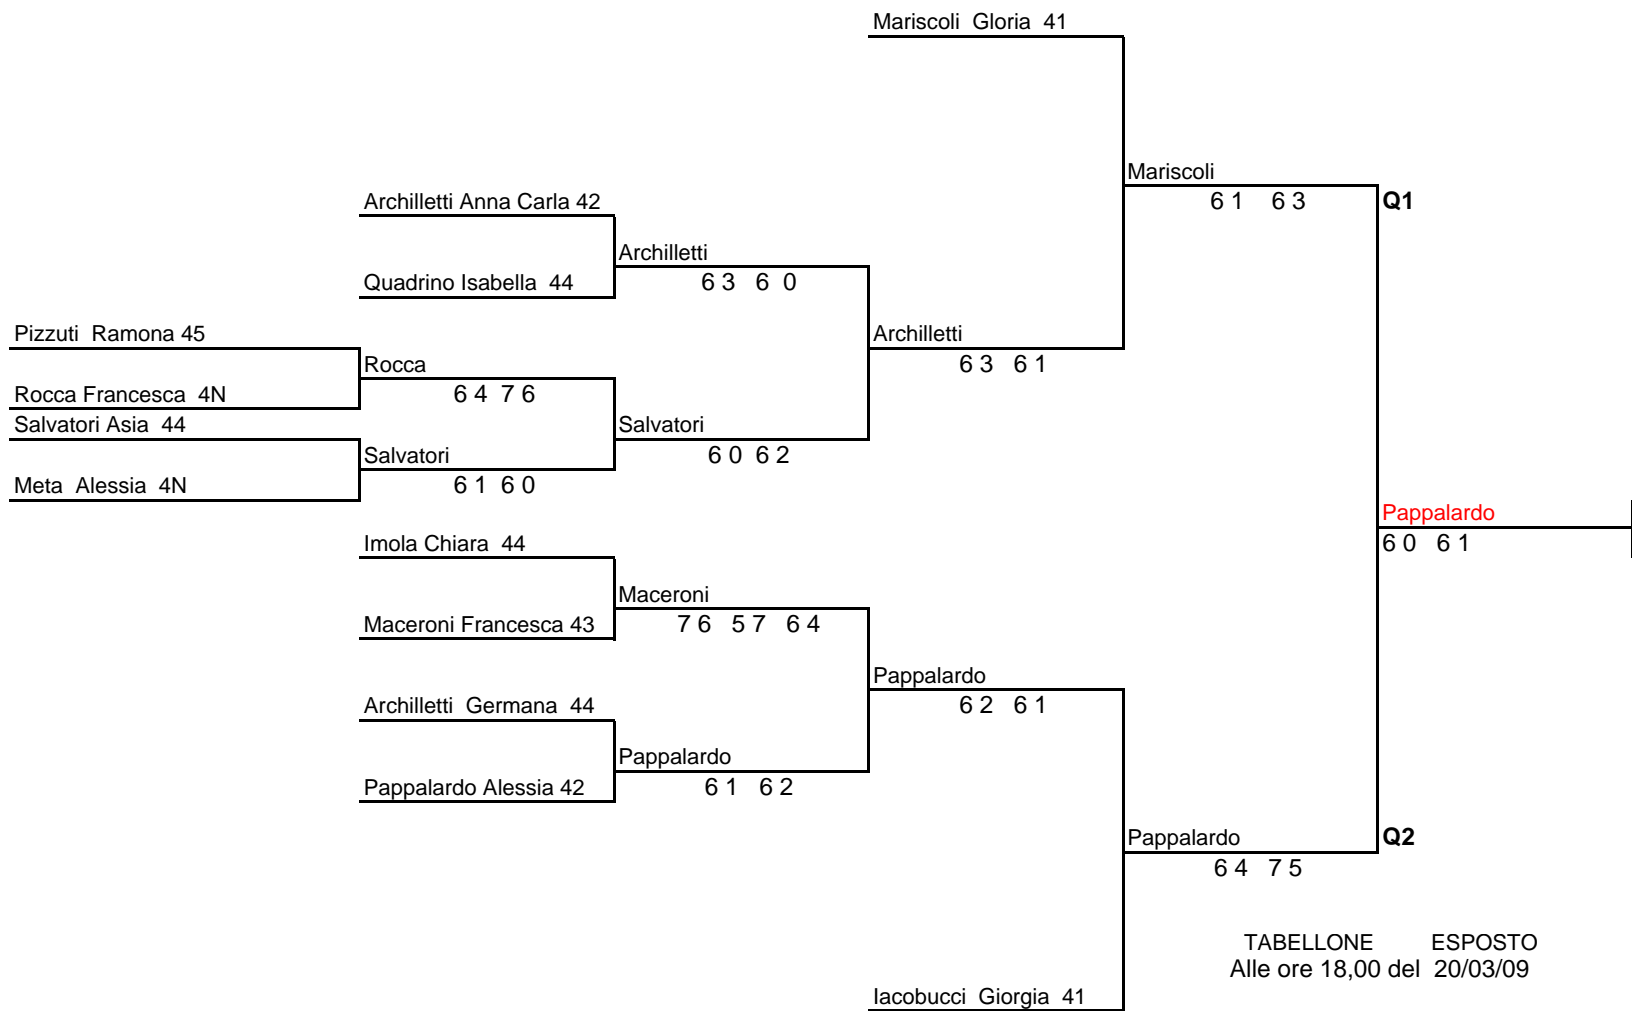 Mariscoli  Gloria  41
Mariscoli
6 1    6 3
Q1
Archilletti Anna Carla 42
Archilletti
6 3   6  0
Quadrino Isabella  44
Pizzuti  Ramona 45
Rocca
6 4  7 6
Rocca Francesca  4N
Archilletti
6 3   6 1
Salvatori Asia  44
Salvatori
6 1  6 0
Salvatori
6 0  6 2
Meta  Alessia  4N
Pappalardo
6 0   6 1
Imola Chiara  44
Maceroni
7 6   5 7   6 4
Maceroni Francesca 43
Pappalardo
6 2   6 1
Archilletti  Germana  44
Pappalardo
6 1   6 2
Pappalardo Alessia 42
Pappalardo
6 4   7 5
Q2
TABELLONE          ESPOSTO
Alle ore 18,00 del  20/03/09
Iacobucci  Giorgia  41